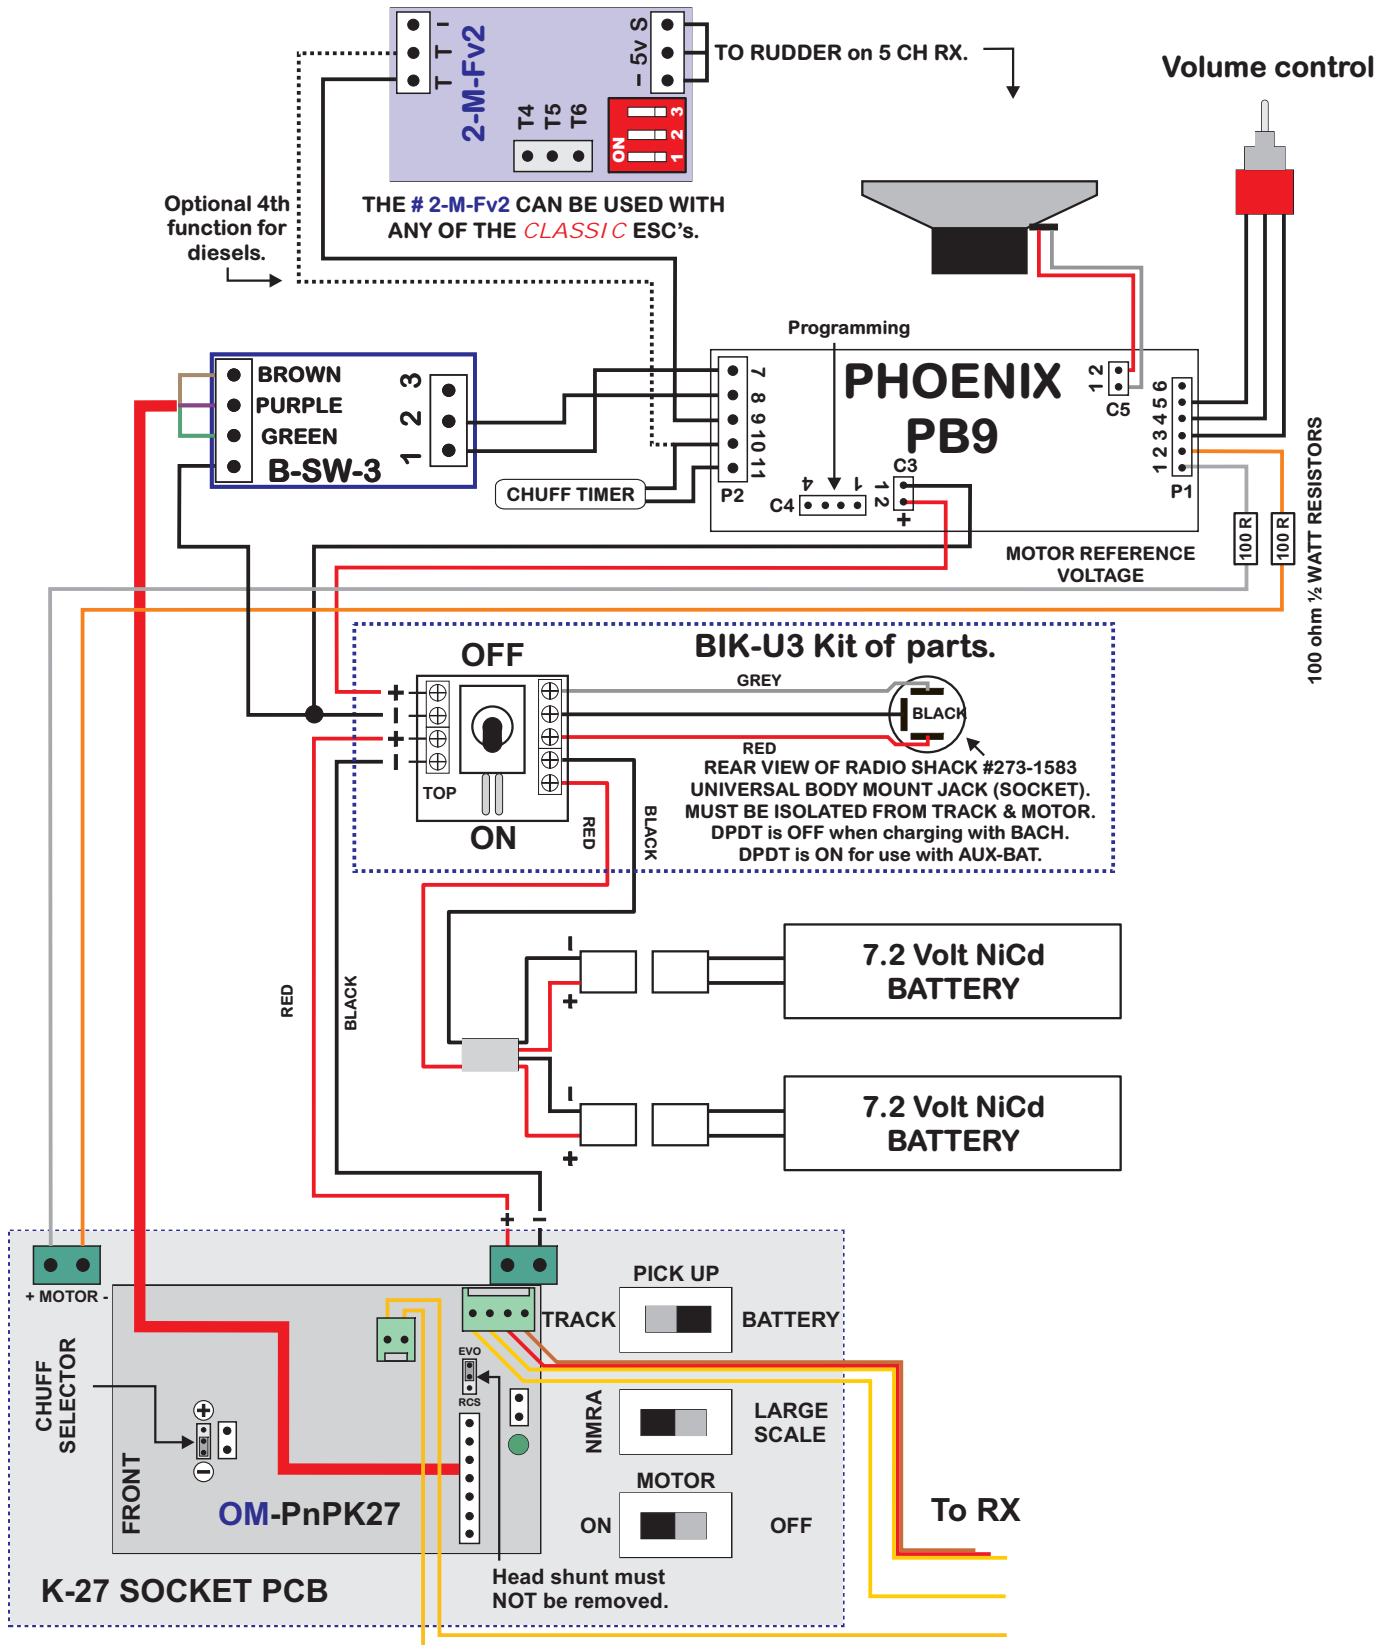 2-M-Fv2
I
T
T
S
5v
–
T4
T5
T6
ON
1
2
3
TO RUDDER on 5 CH RX.
Volume control
THE # 2-M-Fv2 CAN BE USED WITH
ANY OF THE CLASSIC ESC's.
Optional 4th
function for
diesels.
Programming
BROWN
PURPLE
GREEN
B-SW-3
3
2
1
PHOENIX
PB9
7
8
9
10
11
P2
CHUFF TIMER
C4
4
1
C3
1
2
+
1 2
C5
6
5
4
3
2
1
P1
100 R
100 R
100 ohm ½ WATT RESISTORS
MOTOR REFERENCE
VOLTAGE
BIK-U3 Kit of parts.
OFF
+
–
+
–
TOP
ON
GREY
BLACK
RED
REAR VIEW OF RADIO SHACK #273-1583
UNIVERSAL BODY MOUNT JACK (SOCKET).
MUST BE ISOLATED FROM TRACK & MOTOR.
DPDT is OFF when charging with BACH.
DPDT is ON for use with AUX-BAT.
RED
BLACK
RED
BLACK
–
+
7.2 Volt NiCd
BATTERY
–
+
7.2 Volt NiCd
BATTERY
+ –
+ MOTOR -
PICK UP
TRACK
BATTERY
EVO
RCS
NMRA
LARGE
SCALE
MOTOR
ON
OFF
CHUFF
SELECTOR
+
–
FRONT
OM-PnPK27
Head shunt must
NOT be removed.
K-27 SOCKET PCB
To RX